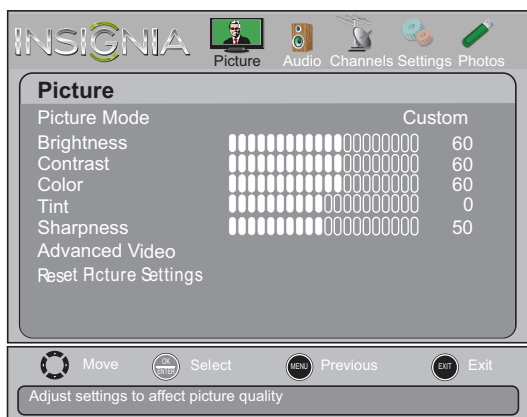 INSIGNIA
Picture Audio Channels Settings Photos
Picture
Picture Mode Custom
Brightness 60
Contrast 60
Color 60
Tint 0
Sharpness 50
Advanced Video
Reset Picture Settings
Move OK ENTER Select MENU Previous EXIT Exit
Adjust settings to affect picture quality